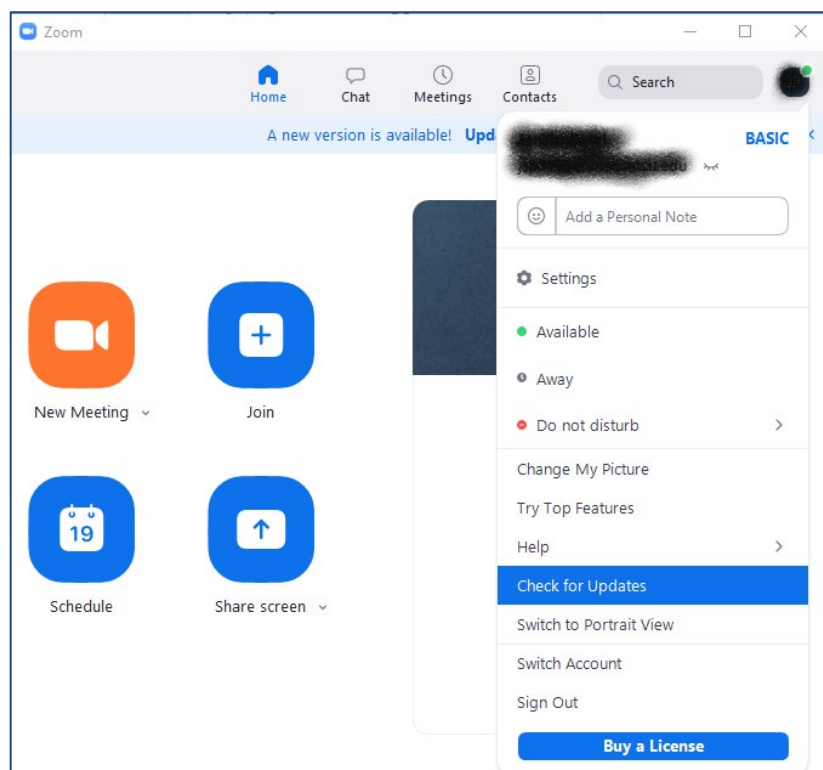 Zoom
Home
Chat
Meetings
Contacts
Search
A new version is available! Upd
BASIC
Add a Personal Note
Settings
Available
Away
Do not disturb
New Meeting
Join
Change My Picture
Try Top Features
Help
19
Check for Updates
Schedule
Share screen
Switch to Portrait View
Switch Account
Sign Out
Buy a License